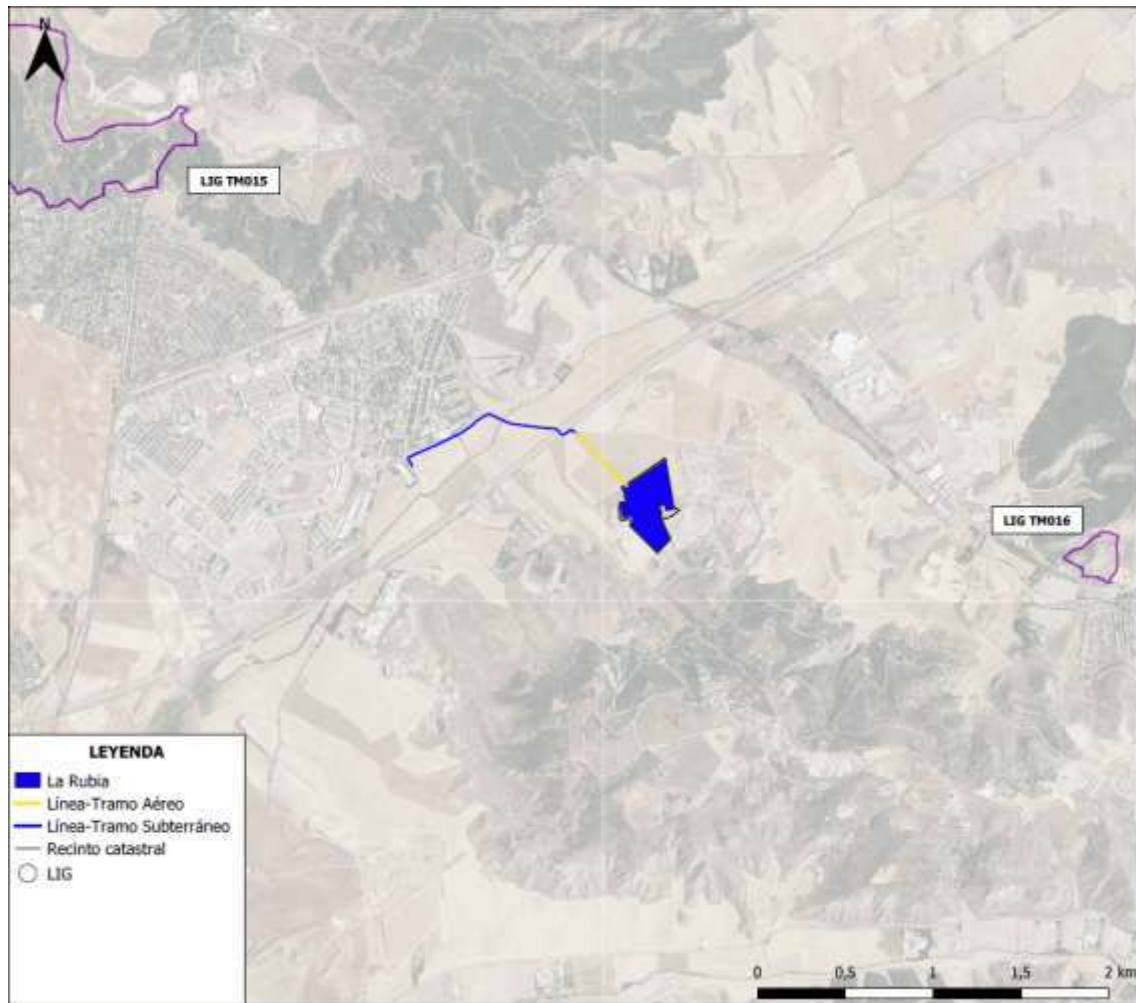 N
LIG TM015
LIG TM016
LEYENDA
La Rubia
Línea-Tramo Aéreo
Línea-Tramo Subterráneo
Recinto catastral
LIG
0 0,5 1 1,5 2 km